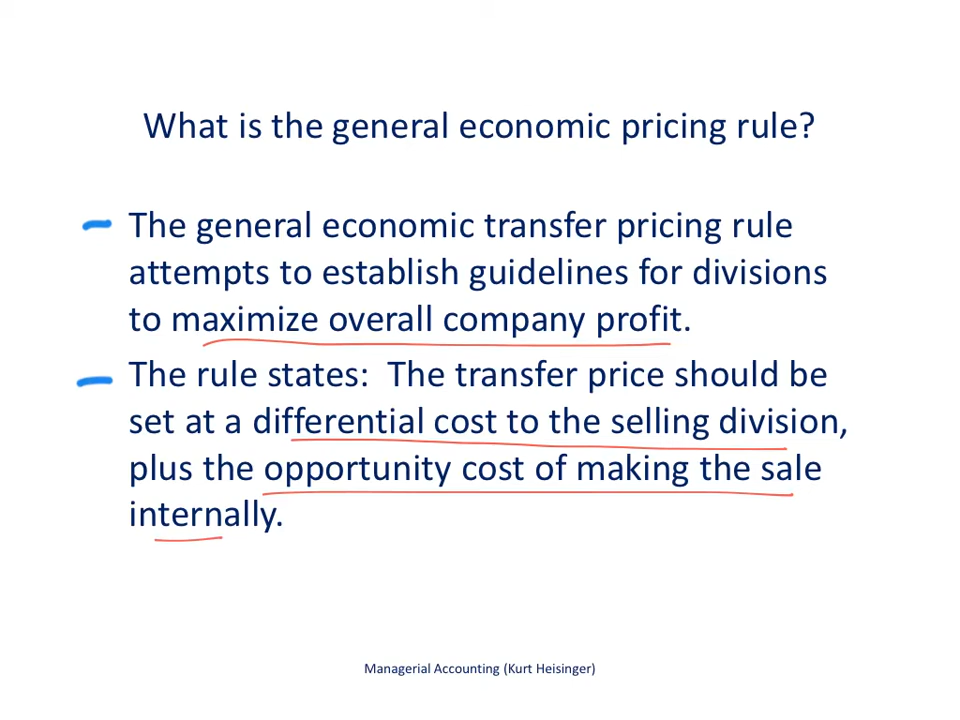 What is the general economic pricing rule?
The general economic transfer pricing rule
attempts to establish guidelines for divisions
to maximize overall company profit.
The rule states:  The transfer price should be
set at a differential cost to the selling division,
plus the opportunity cost of making the sale
internally.
Managerial Accounting (Kurt Heisinger)